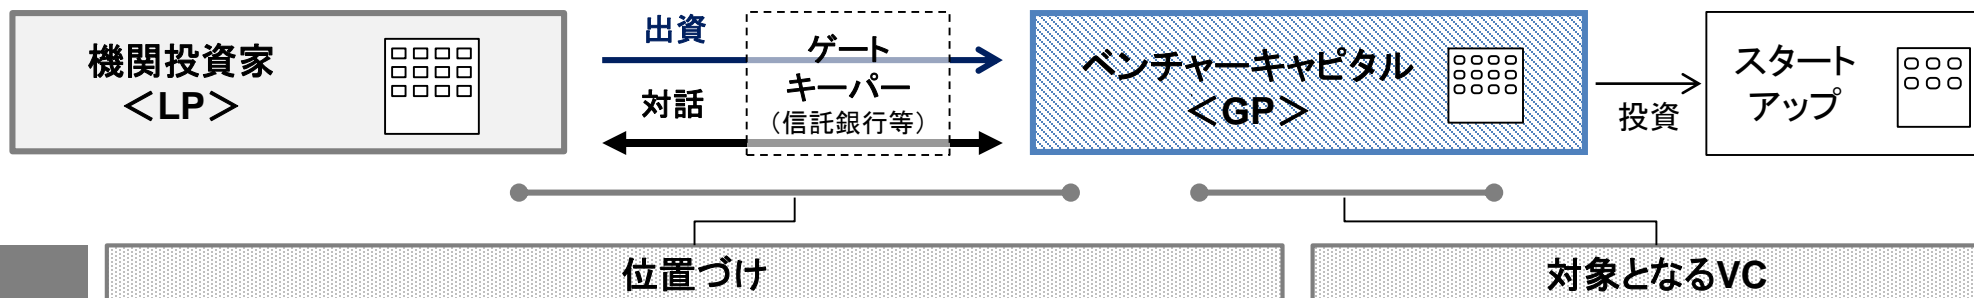 機関投資家
＜LP＞
出資
対話
ゲート
キーパー
（信託銀行等）
ベンチャーキャピタル
＜GP＞
投資
スタート
アップ
位置づけ
対象となるVC